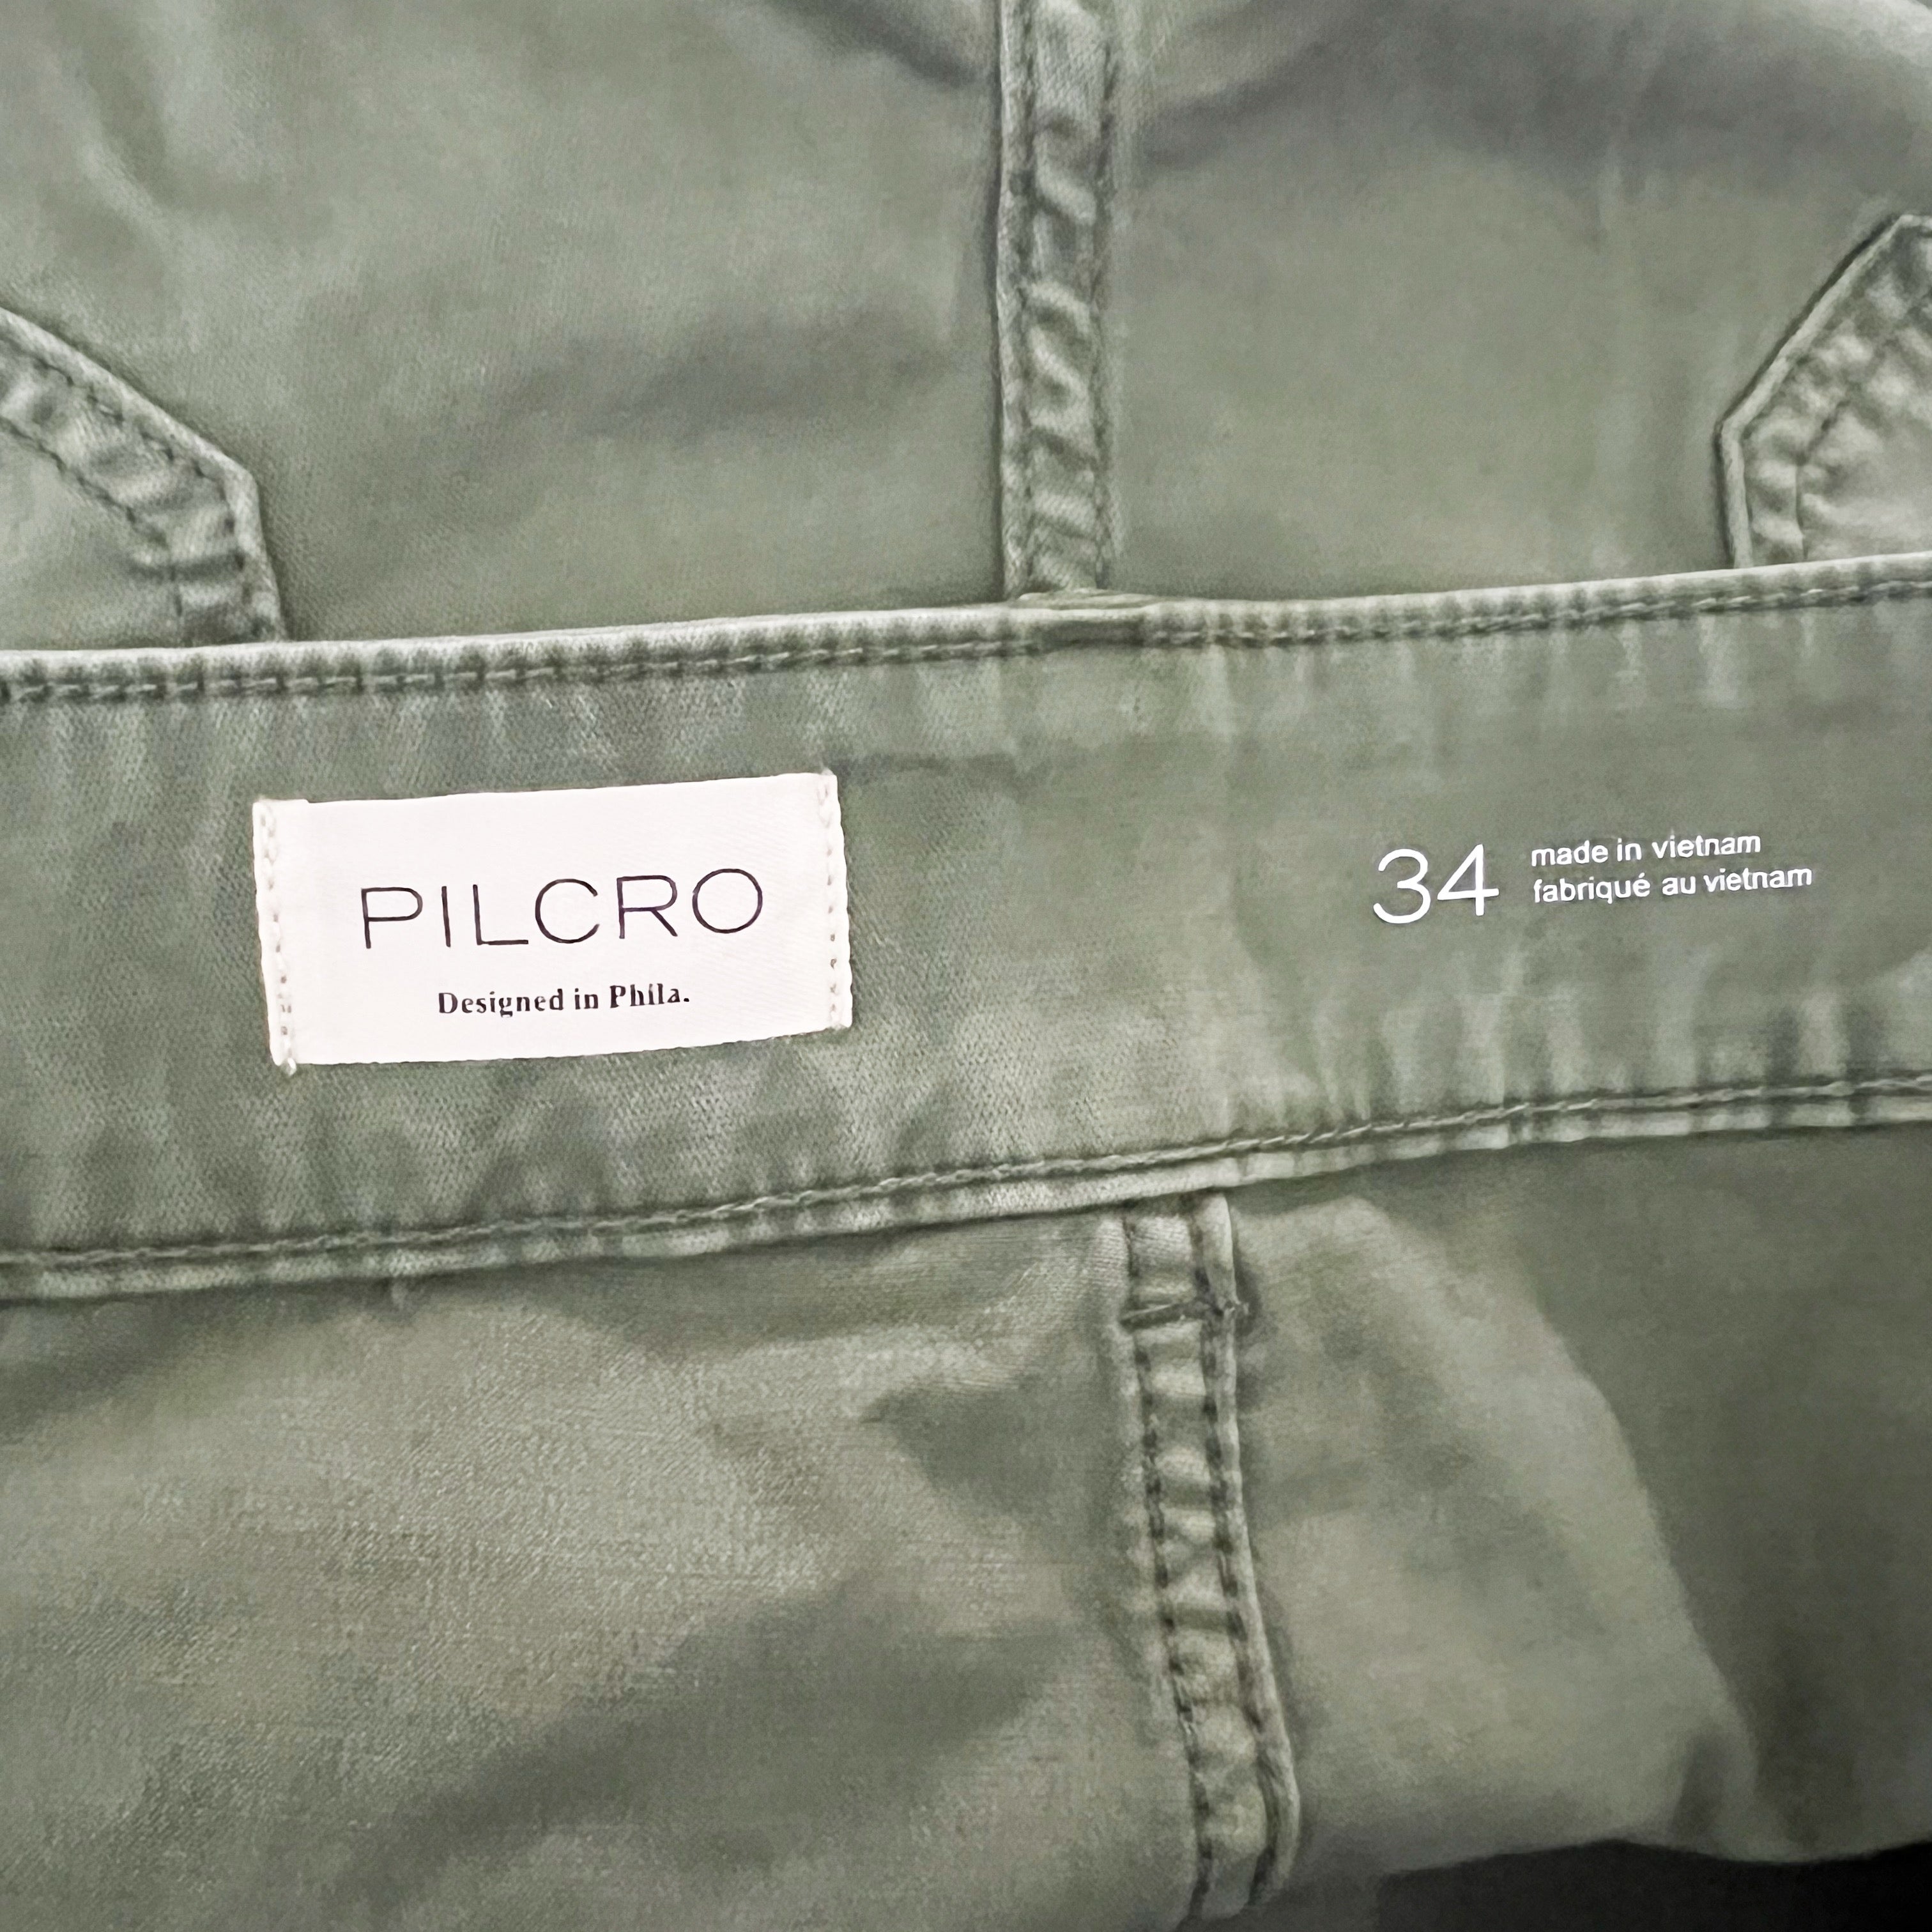 PILCRO
Designed in Phila.
34
made in vietnam
fabriqué au vietnam